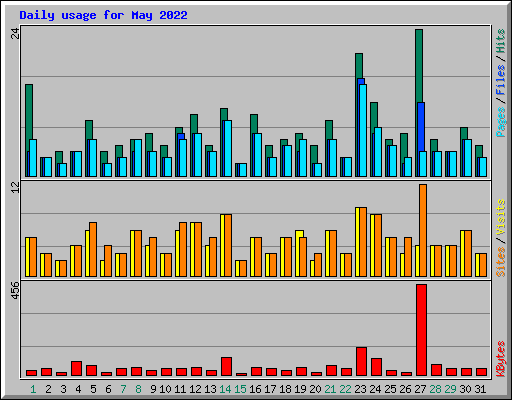 Daily usage for May 2022
24
Pages / Files / Hits
12
Sites / Visits
456
KBytes
1 2 3 4 5 6 7 8 9 10 11 12 13 14 15 16 17 18 19 20 21 22 23 24 25 26 27 28 29 30 31